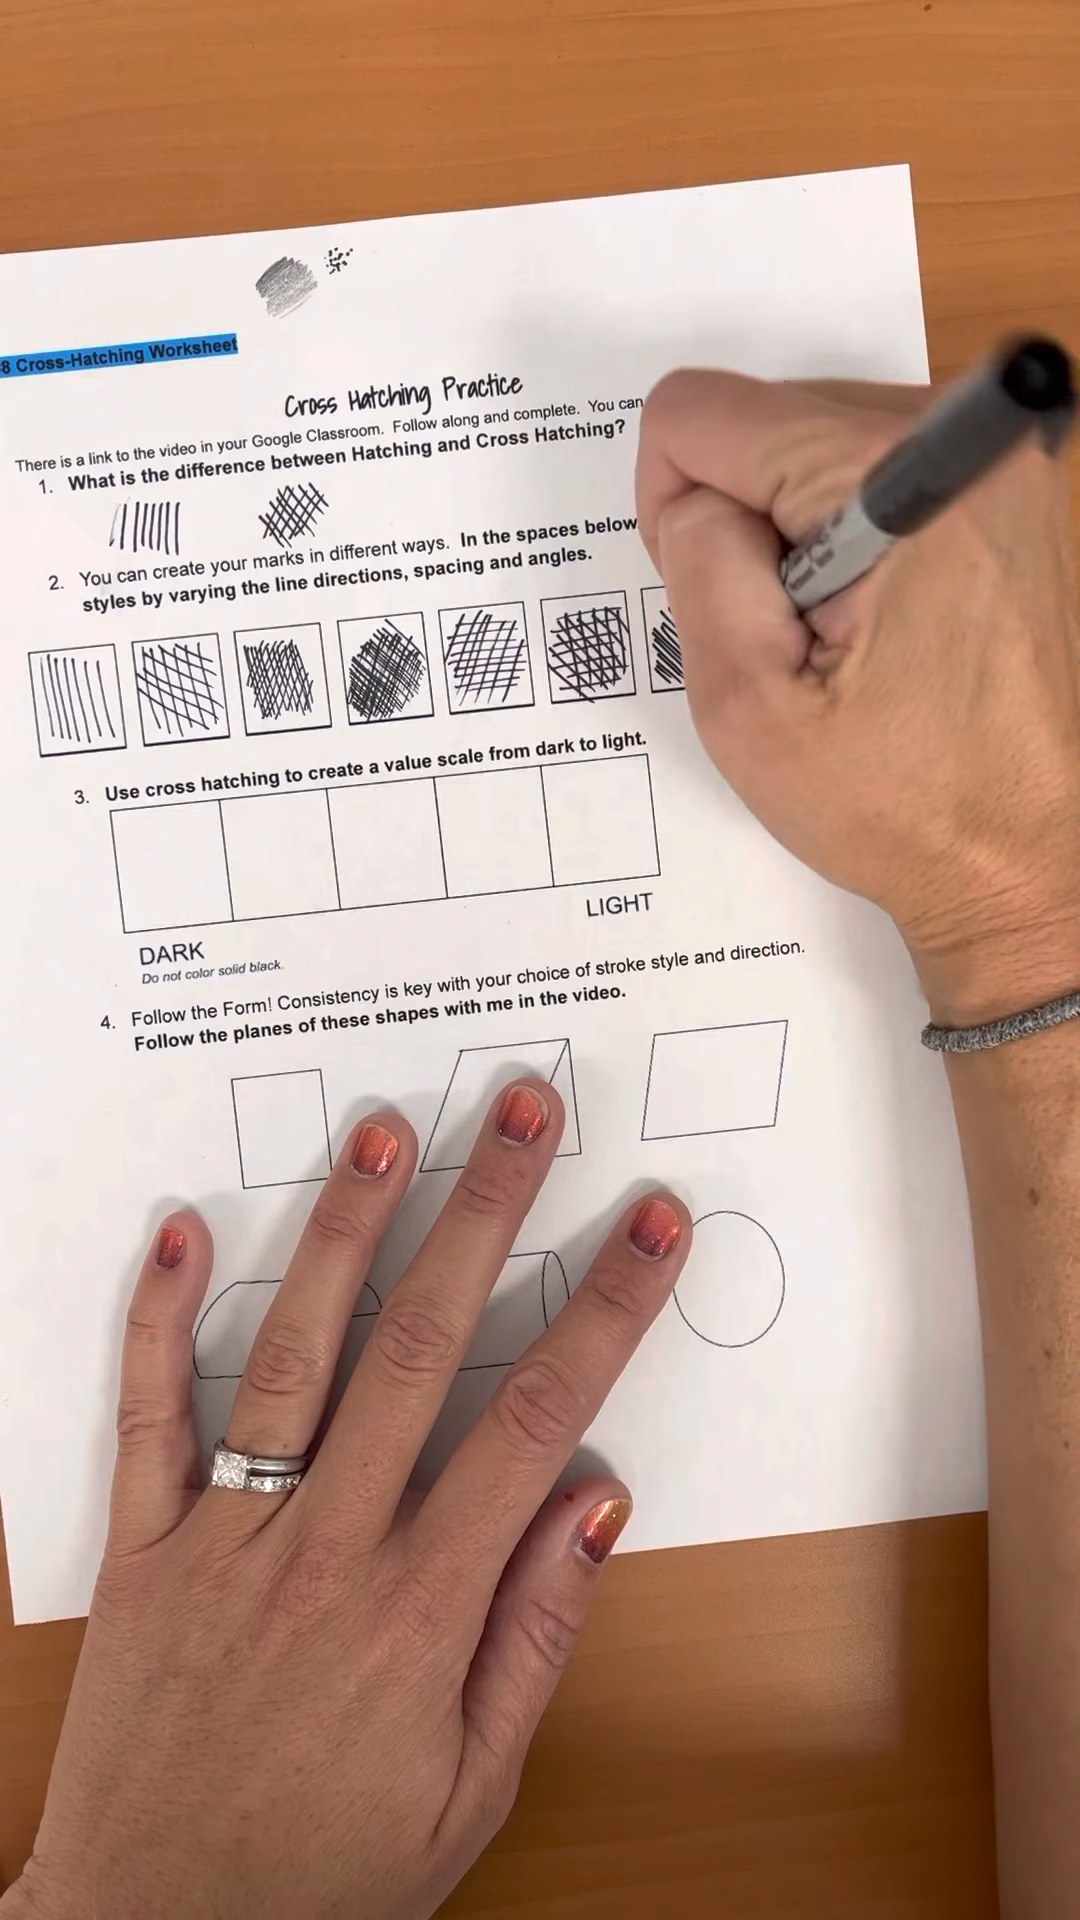 8 Cross-Hatching Worksheet
Cross Hatching Practice
There is a link to the video in your Google Classroom. Follow along and complete. You can
1. What is the difference between Hatching and Cross Hatching?
2. You can create your marks in different ways. In the spaces below
styles by varying the line directions, spacing and angles.
3. Use cross hatching to create a value scale from dark to light.
LIGHT
DARK
Do not color solid black.
4. Follow the Form! Consistency is key with your choice of stroke style and direction.
Follow the planes of these shapes with me in the video.